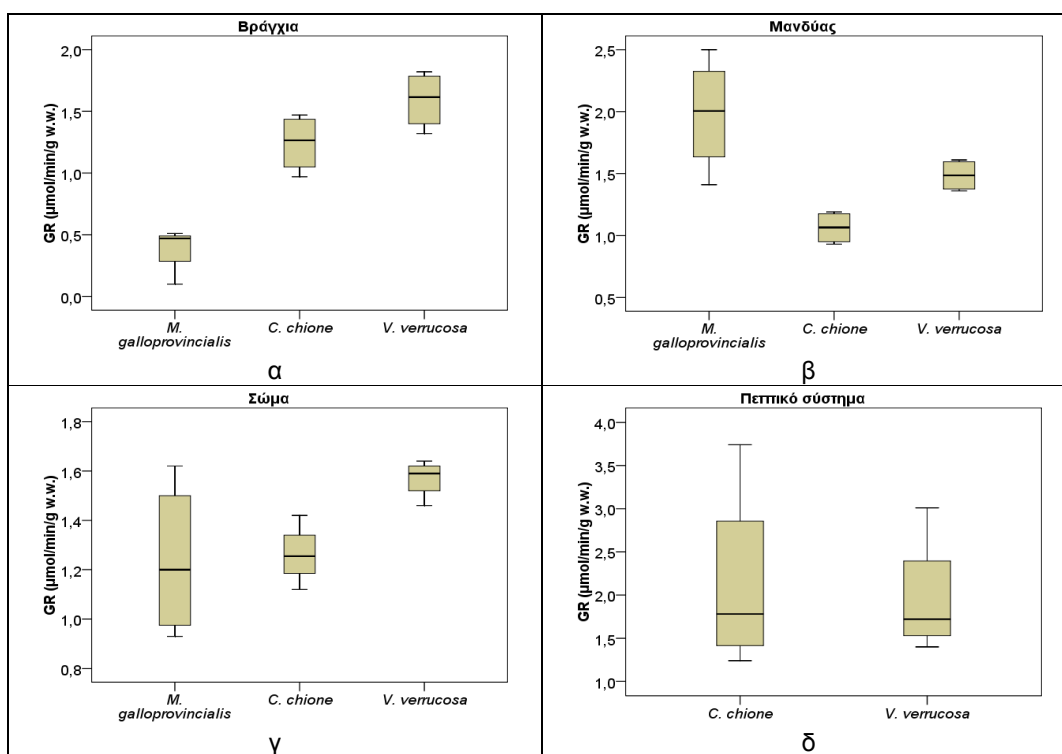 Βράγχια
GR (μmol/min/g w.w.)
2,0
1,5
1,0
0,5
0,0
M. galloprovincialis
C. chione
V. verrucosa
α
Μανδύας
GR (μmol/min/g w.w.)
2,5
2,0
1,5
1,0
0,5
M. galloprovincialis
C. chione
V. verrucosa
β
Σώμα
GR (μmol/min/g w.w.)
1,8
1,6
1,4
1,2
1,0
0,8
M. galloprovincialis
C. chione
V. verrucosa
γ
Πεπτικό σύστημα
GR (μmol/min/g w.w.)
4,0
3,5
3,0
2,5
2,0
1,5
1,0
C. chione
V. verrucosa
δ